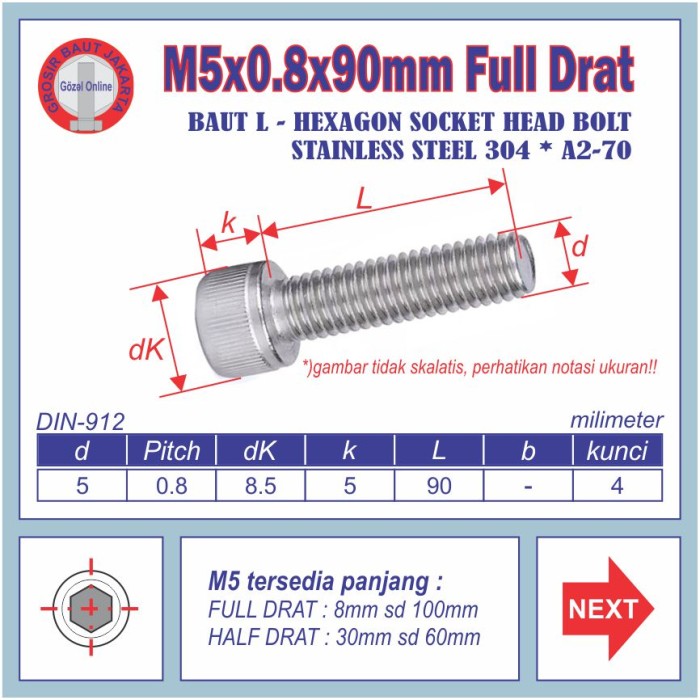 GROSIR BAUT JAKARTA
Gözel Online
M5x0.8x90mm Full Drat
BAUT L - HEXAGON SOCKET HEAD BOLT
STAINLESS STEEL 304 * A2-70
k
L
d
dK
*)gambar tidak skalatis, perhatikan notasi ukuran!!
DIN-912 milimeter
d Pitch dK k L b kunci
5 0.8 8.5 5 90 - 4
M5 tersedia panjang :
FULL DRAT : 8mm sd 100mm
HALF DRAT : 30mm sd 60mm
NEXT